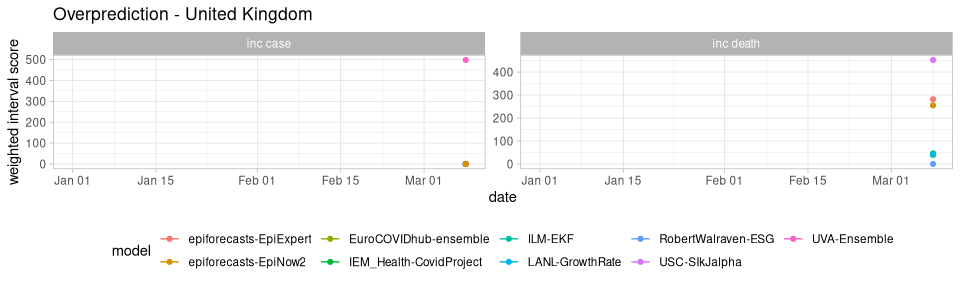 Overprediction - United Kingdom
inc case
inc death
weighted interval score
500
400
300
200
100
0
400
300
200
100
0
Jan 01 Jan 15 Feb 01 Feb 15 Mar 01
Jan 01 Jan 15 Feb 01 Feb 15 Mar 01
date
model
epiforecasts-EpiExpert EuroCOVIDhub-ensemble ILM-EKF RobertWalraven-ESG UVA-Ensemble
epiforecasts-EpiNow2 IEM_Health-CovidProject LANL-GrowthRate USC-SIkJalpha